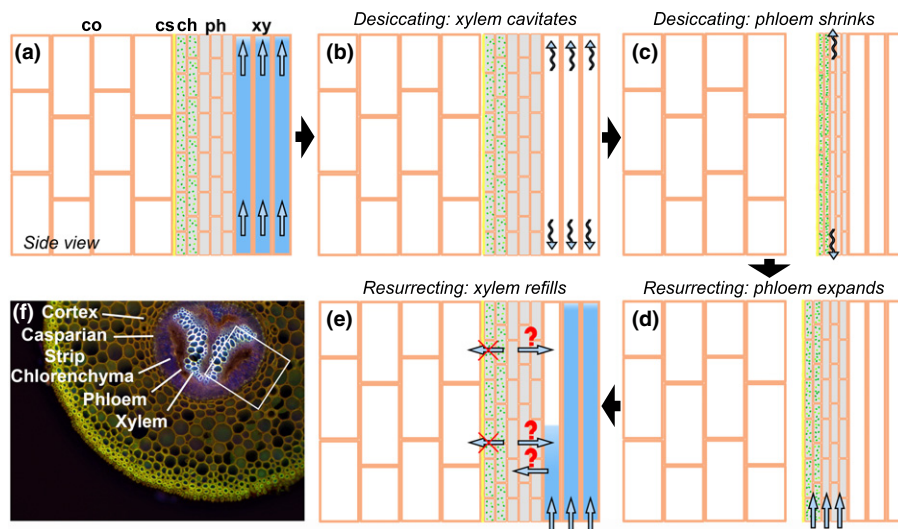 Desiccating: xylem cavitates
Desiccating: phloem shrinks
co cs ch ph xy
(a)
(b)
(c)
Side view
Resurrecting: xylem refills
Resurrecting: phloem expands
(f)
Cortex
Casparian
Strip
Chlorenchyma
Phloem
Xylem
(e)
?
?
?
(d)